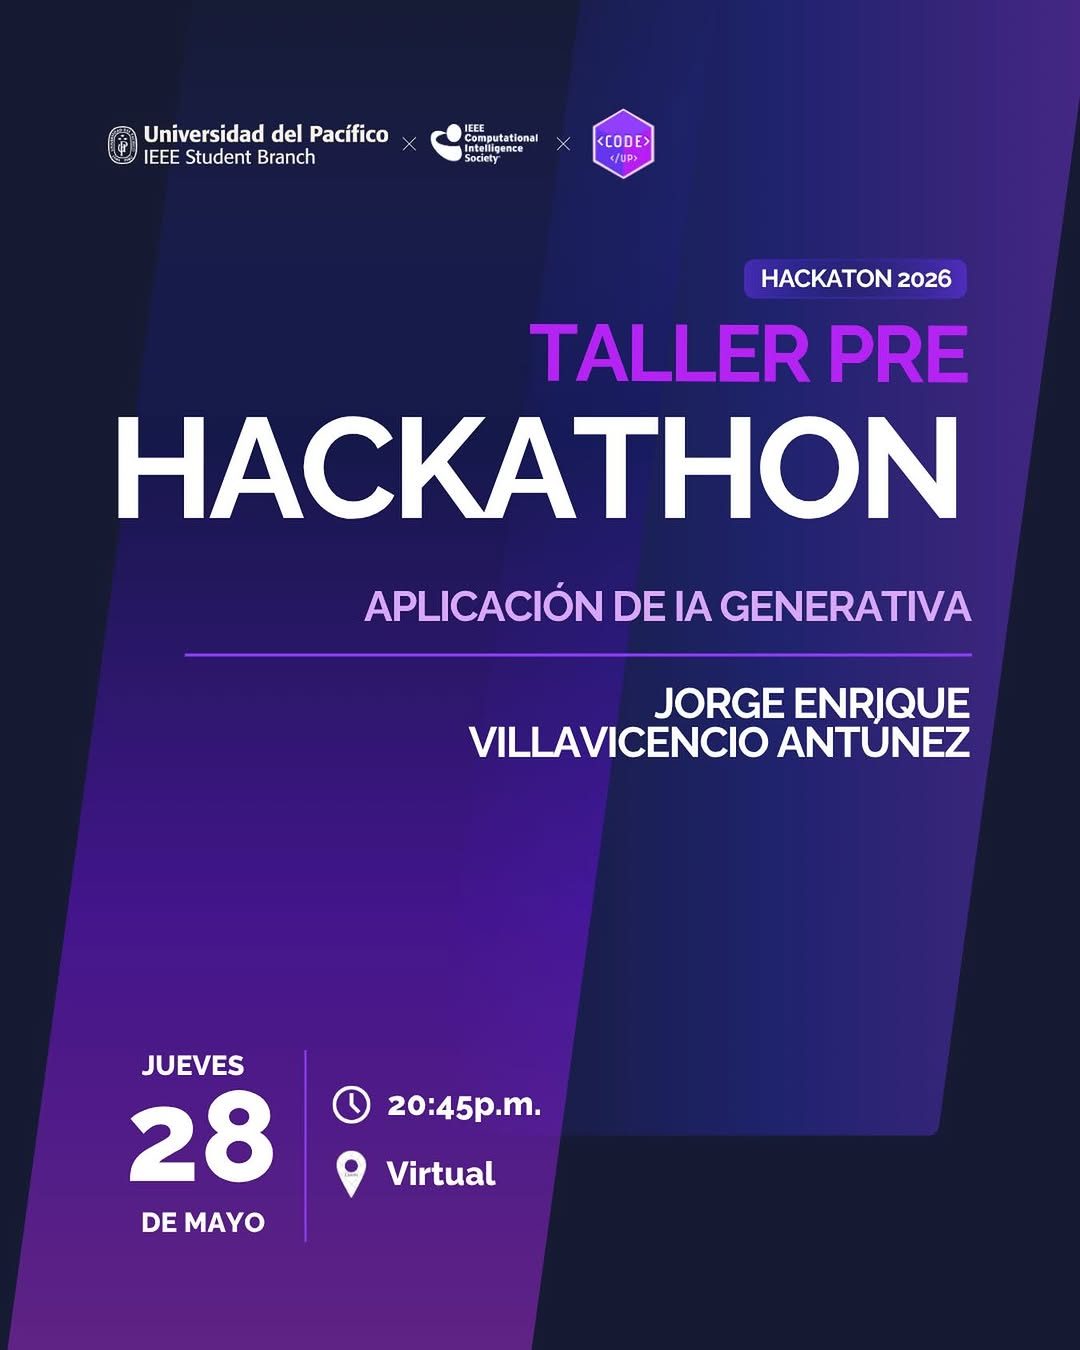 Universidad del Pacífico
IEEE Student Branch
IEEE
Computational
Intelligence
Society
<CODE>
</UP>
HACKATON 2026
TALLER PRE
HACKATHON
APLICACIÓN DE IA GENERATIVA
JORGE ENRIQUE
VILLAVICENCIO ANTÚNEZ
JUEVES
28
DE MAYO
20:45p.m.
Virtual